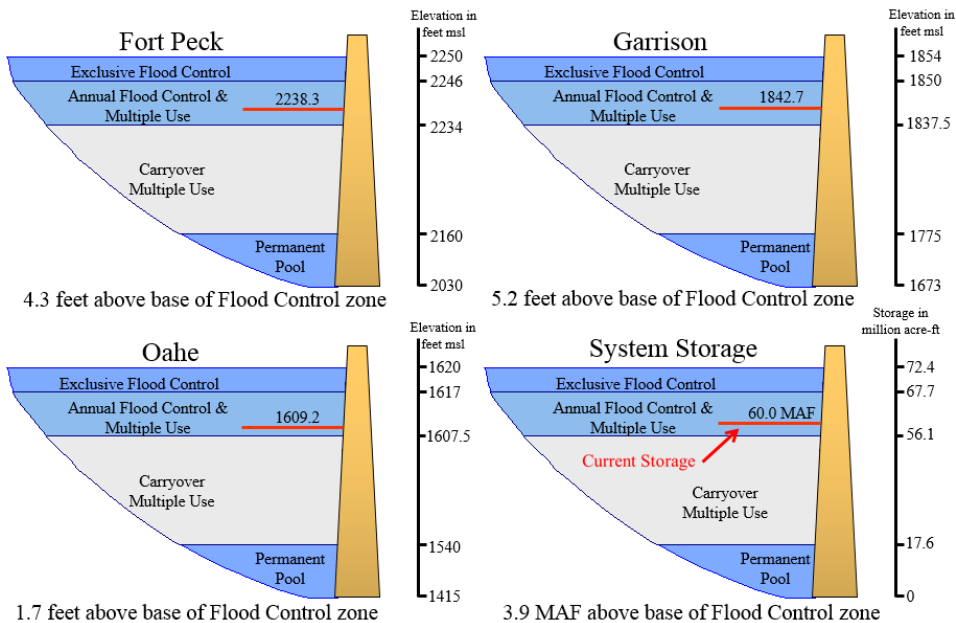 Fort Peck
Elevation in
feet msl
2250
Exclusive Flood Control
2246
Annual Flood Control &
Multiple Use
2238.3
2234
Carryover
Multiple Use
2160
Permanent
Pool
2030
4.3 feet above base of Flood Control zone
Garrison
Elevation in
feet msl
1854
Exclusive Flood Control
1850
Annual Flood Control &
Multiple Use
1842.7
1837.5
Carryover
Multiple Use
1775
Permanent
Pool
1673
5.2 feet above base of Flood Control zone
Oahe
Elevation in
feet msl
1620
Exclusive Flood Control
1617
Annual Flood Control &
Multiple Use
1609.2
1607.5
Carryover
Multiple Use
1540
Permanent
Pool
1415
1.7 feet above base of Flood Control zone
System Storage
Storage in
million acre-ft
72.4
Exclusive Flood Control
67.7
Annual Flood Control &
Multiple Use
60.0 MAF
56.1
Current Storage
Carryover
Multiple Use
17.6
Permanent
Pool
0
3.9 MAF above base of Flood Control zone